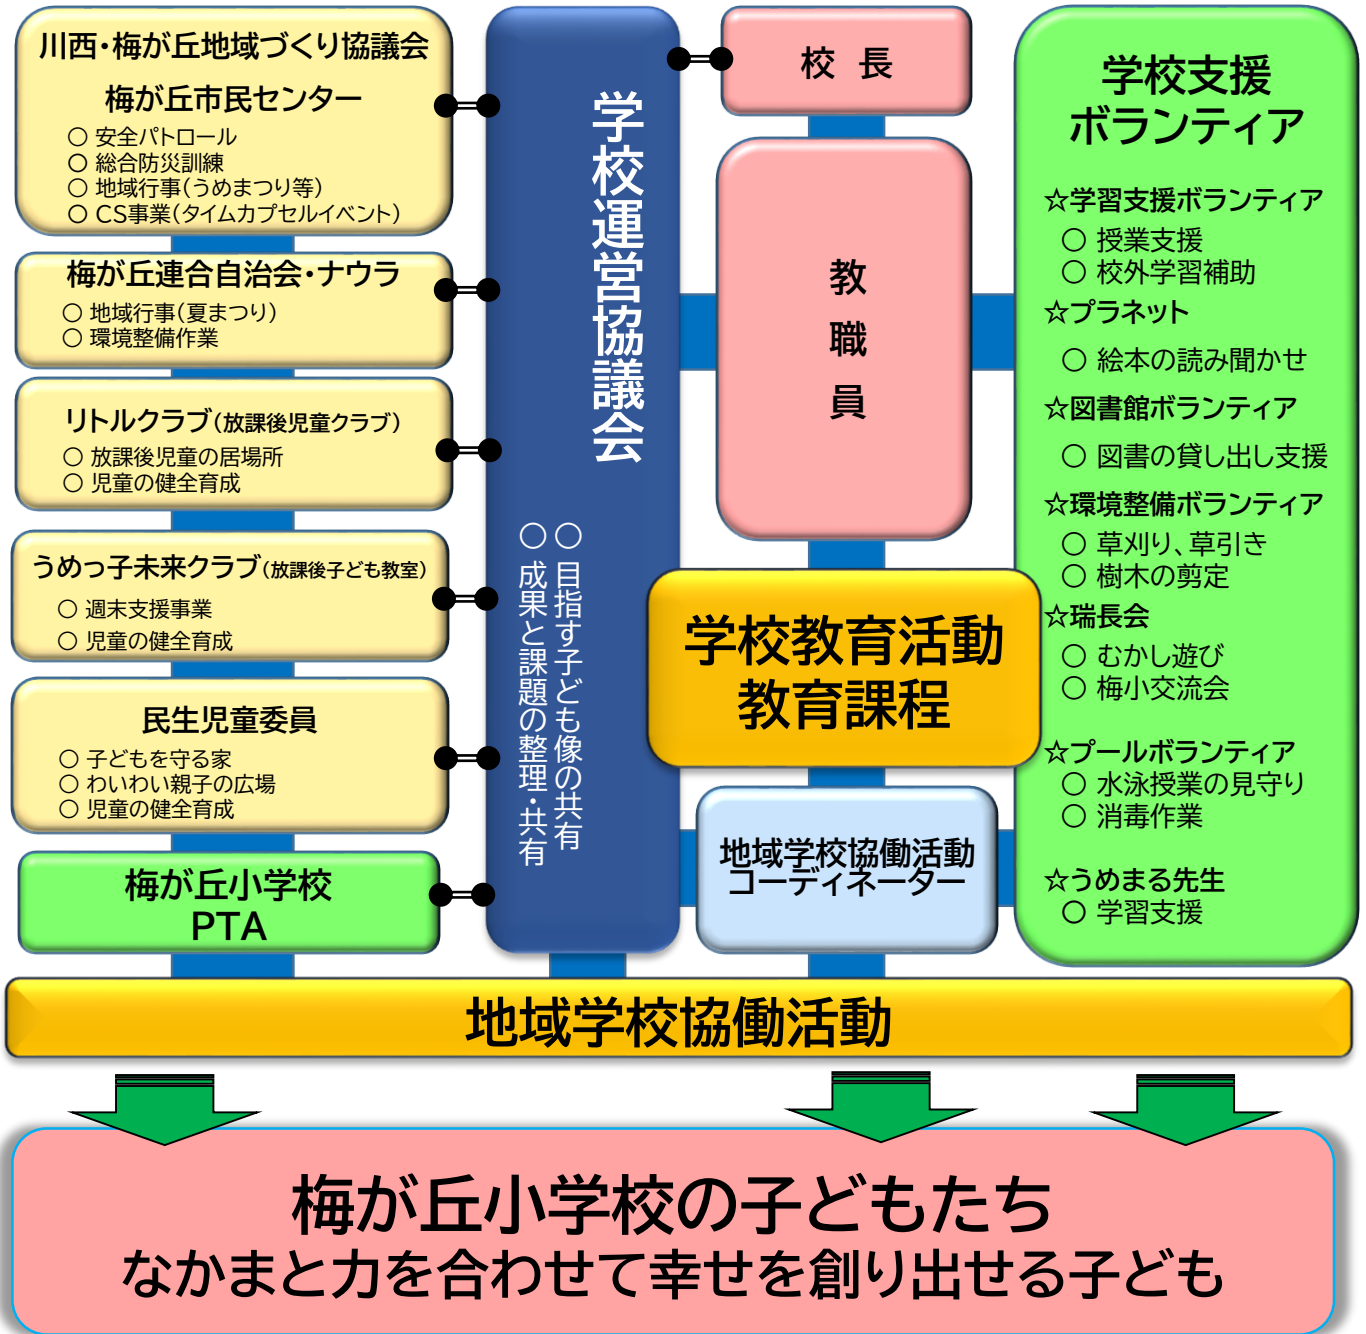 川西・梅が丘地域づくり協議会
梅が丘市民センター
○ 安全パトロール
○ 総合防災訓練
○ 地域行事（うめまつり等）
○ CS事業（タイムカプセルイベント）
梅が丘連合自治会・ナウラ
○ 地域行事（夏まつり）
○ 環境整備作業
リトルクラブ（放課後児童クラブ）
○ 放課後児童の居場所
○ 児童の健全育成
うめっ子未来クラブ（放課後子ども教室）
○ 週末支援事業
○ 児童の健全育成
民生児童委員
○ 子どもを守る家
○ わいわい親子の広場
○ 児童の健全育成
梅が丘小学校
PTA
学校運営協議会
○ 目指す子ども像の共有
○ 成果と課題の整理・共有
校 長
教職員
学校教育活動
教育課程
地域学校協働活動
コーディネーター
学校支援
ボランティア
☆学習支援ボランティア
○ 授業支援
○ 校外学習補助
☆プラネット
○ 絵本の読み聞かせ
☆図書館ボランティア
○ 図書の貸し出し支援
☆環境整備ボランティア
○ 草刈り、草引き
○ 樹木の剪定
☆瑞長会
○ むかし遊び
○ 梅小交流会
☆プールボランティア
○ 水泳授業の見守り
○ 消毒作業
☆うめまる先生
○ 学習支援
地域学校協働活動
梅が丘小学校の子どもたち
なかまと力を合わせて幸せを創り出せる子ども